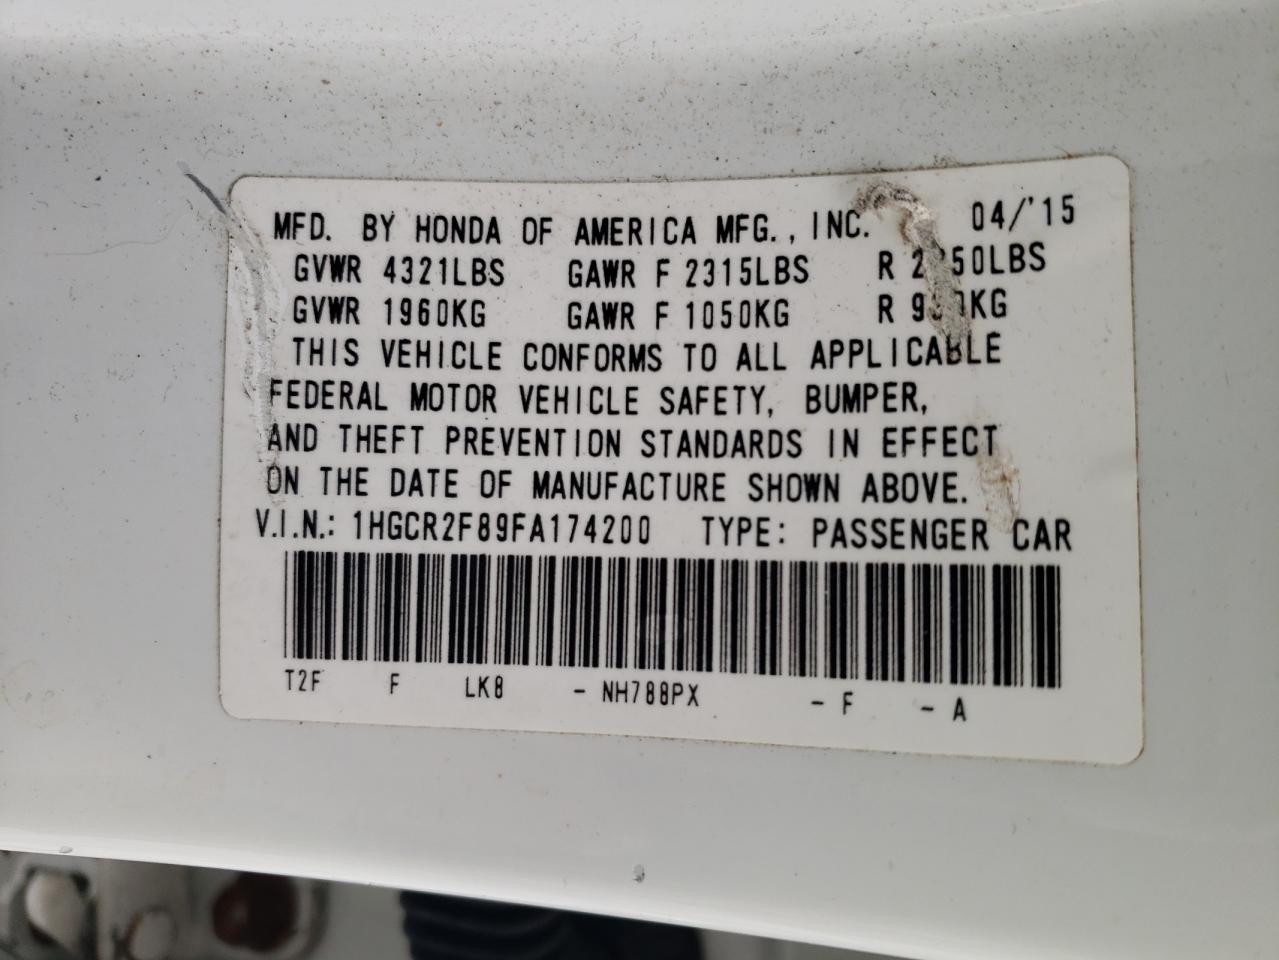 MFD. BY HONDA OF AMERICA MFG., INC. 04/'15
GVWR 4321LBS GAWR F 2315LBS R
GVWR 1960KG GAWR F 1050KG R
THIS VEHICLE CONFORMS TO ALL APPLICABLE
FEDERAL MOTOR VEHICLE SAFETY, BUMPER,
AND THEFT PREVENTION STANDARDS IN EFFECT
ON THE DATE OF MANUFACTURE SHOWN ABOVE.
V.I.N.: 1HGCR2F89FA174200 TYPE: PASSENGER CAR
T2F F LK8 - NH788PX - F - A